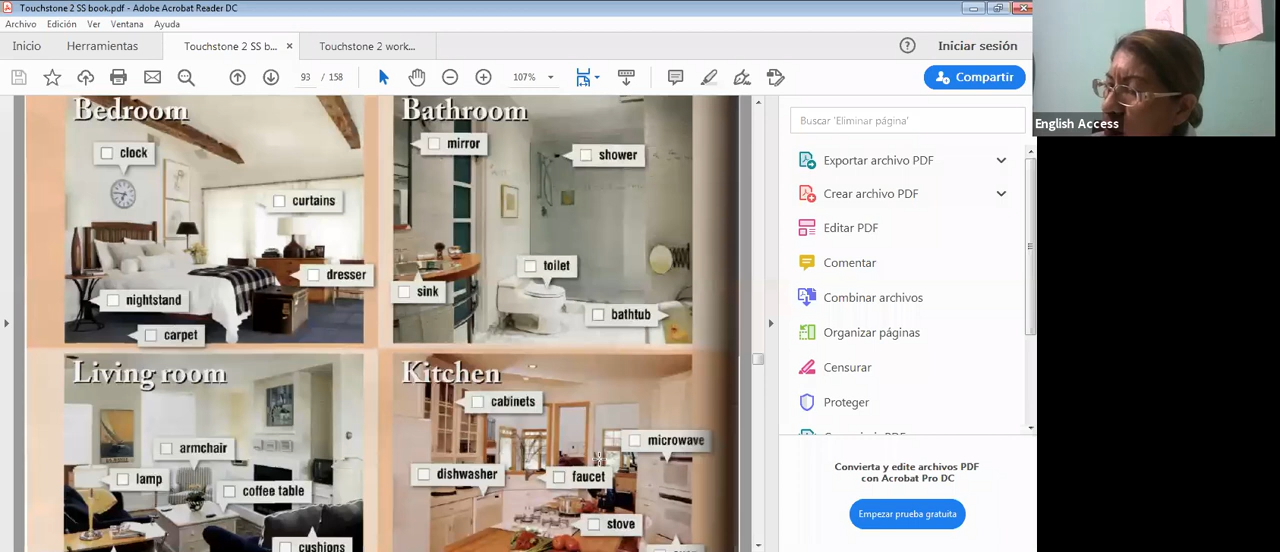 Touchstone 2 SS book.pdf - Adobe Acrobat Reader DC
Archivo Edición Ver Ventana Ayuda
Inicio Herramientas Touchstone 2 SS b... × Touchstone 2 work... ? Iniciar sesión
93 / 158 107% Compartir
Bedroom
clock
curtains
dresser
nightstand
carpet
Bathroom
mirror
shower
toilet
sink
bathtub
Living room
armchair
lamp
coffee table
cushions
Kitchen
cabinets
microwave
dishwasher
faucet
stove
Buscar 'Eliminar página'
Exportar archivo PDF
Crear archivo PDF
Editar PDF
Comentar
Combinar archivos
Organizar páginas
Censurar
Proteger
Convierta y edite archivos PDF
con Acrobat Pro DC
Empezar prueba gratuita
English Access